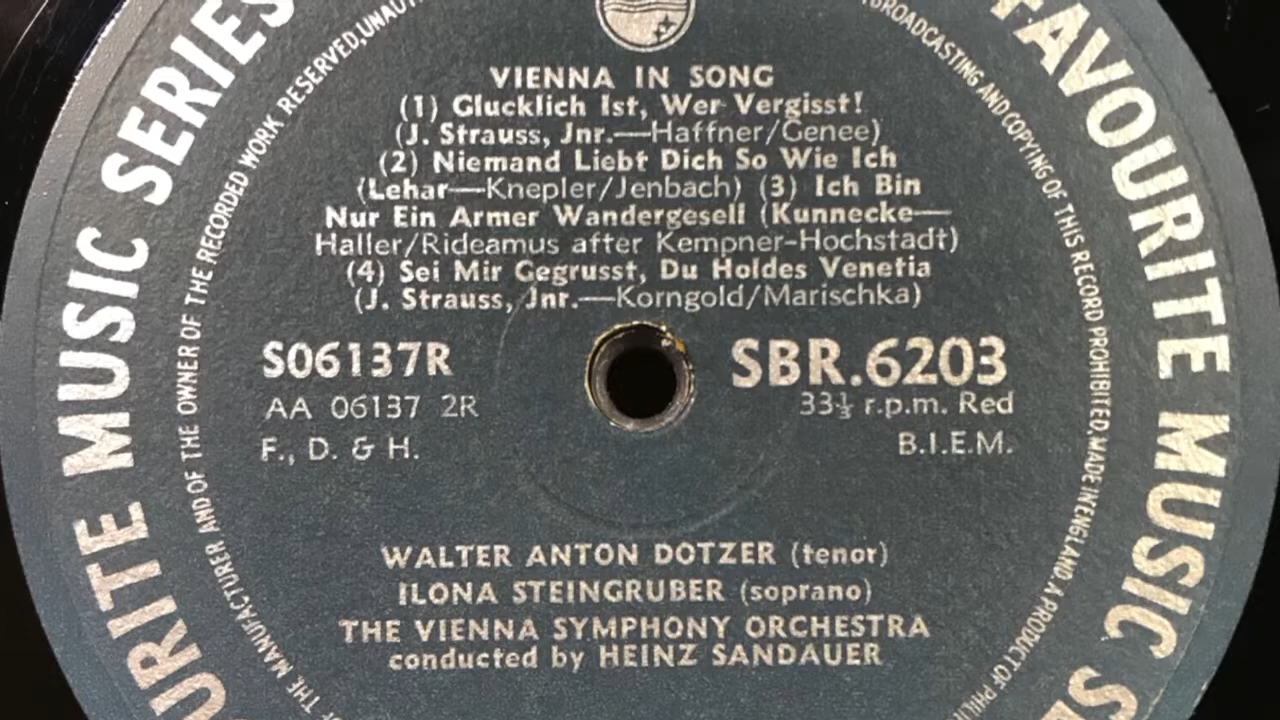 VIENNA IN SONG
(1) Glucklich Ist, Wer Vergisst!
(J. Strauss, Jnr.—Haffner/Genee)
(2) Niemand Liebt Dich So Wie Ich
(Lehar—Knepler/Jenbach) (3) Ich Bin
Nur Ein Armer Wandergesell (Kunnecke—
Haller/Rideamus after Kempner-Hochstadt)
(4) Sei Mir Gegrusst, Du Holdes Venetia
(J. Strauss, Jnr.—Korngold/Marischka)
S06137R
SBR.6203
AA 06137 2R
33⅓ r.p.m. Red
F., D. & H.
B.I.E.M.
WALTER ANTON DOTZER (tenor)
ILONA STEINGRUBER (soprano)
THE VIENNA SYMPHONY ORCHESTRA
conducted by HEINZ SANDAUER
MUSIC SERIES
FAVOURITE MUSIC
OF THE MANUFACTURER AND OF THE OWNER OF THE RECORDED WORK RESERVED,
BROADCASTING AND COPYING OF THIS RECORD PROHIBITED. MADE IN ENGLAND. A PRODUCT OF